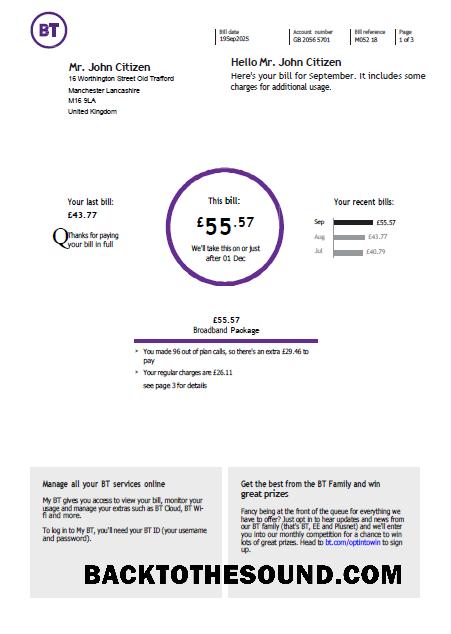 BT
Bill date
19Sep2025
Account number
GB 2056 5701
Bill reference
M052 18
Page
1 of 3
Mr. John Citizen
16 Worthington Street Old Trafford
Manchester Lancashire
M16 9LA
United Kingdom
Hello Mr. John Citizen
Here's your bill for September. It includes some
charges for additional usage.
Your last bill:
£43.77
Thanks for paying
your bill in full
This bill:
£55.57
We'll take this on or just
after 01 Dec
Your recent bills:
Sep £55.57
Aug £43.77
Jul £40.79
£55.57
Broadband Package
You made 96 out of plan calls, so there's an extra £29.46 to
pay
Your regular charges are £26.11
see page 3 for details
Manage all your BT services online
My BT gives you access to view your bill, monitor your
usage and manage your extras such as BT Cloud, BT Wi-
fi and more.
To log in to My BT, you'll need your BT ID (your username
and password).
Get the best from the BT Family and win
great prizes
Fancy being at the front of the queue for everything we
have to offer? Just opt in to hear updates and news from
our BT family (that's BT, EE and Plusnet) and we'll enter
you into our monthly competition for a chance to win
lots of great prizes. Head to bt.com/optintowin to sign
up.
BACKTOTHESOUND.COM